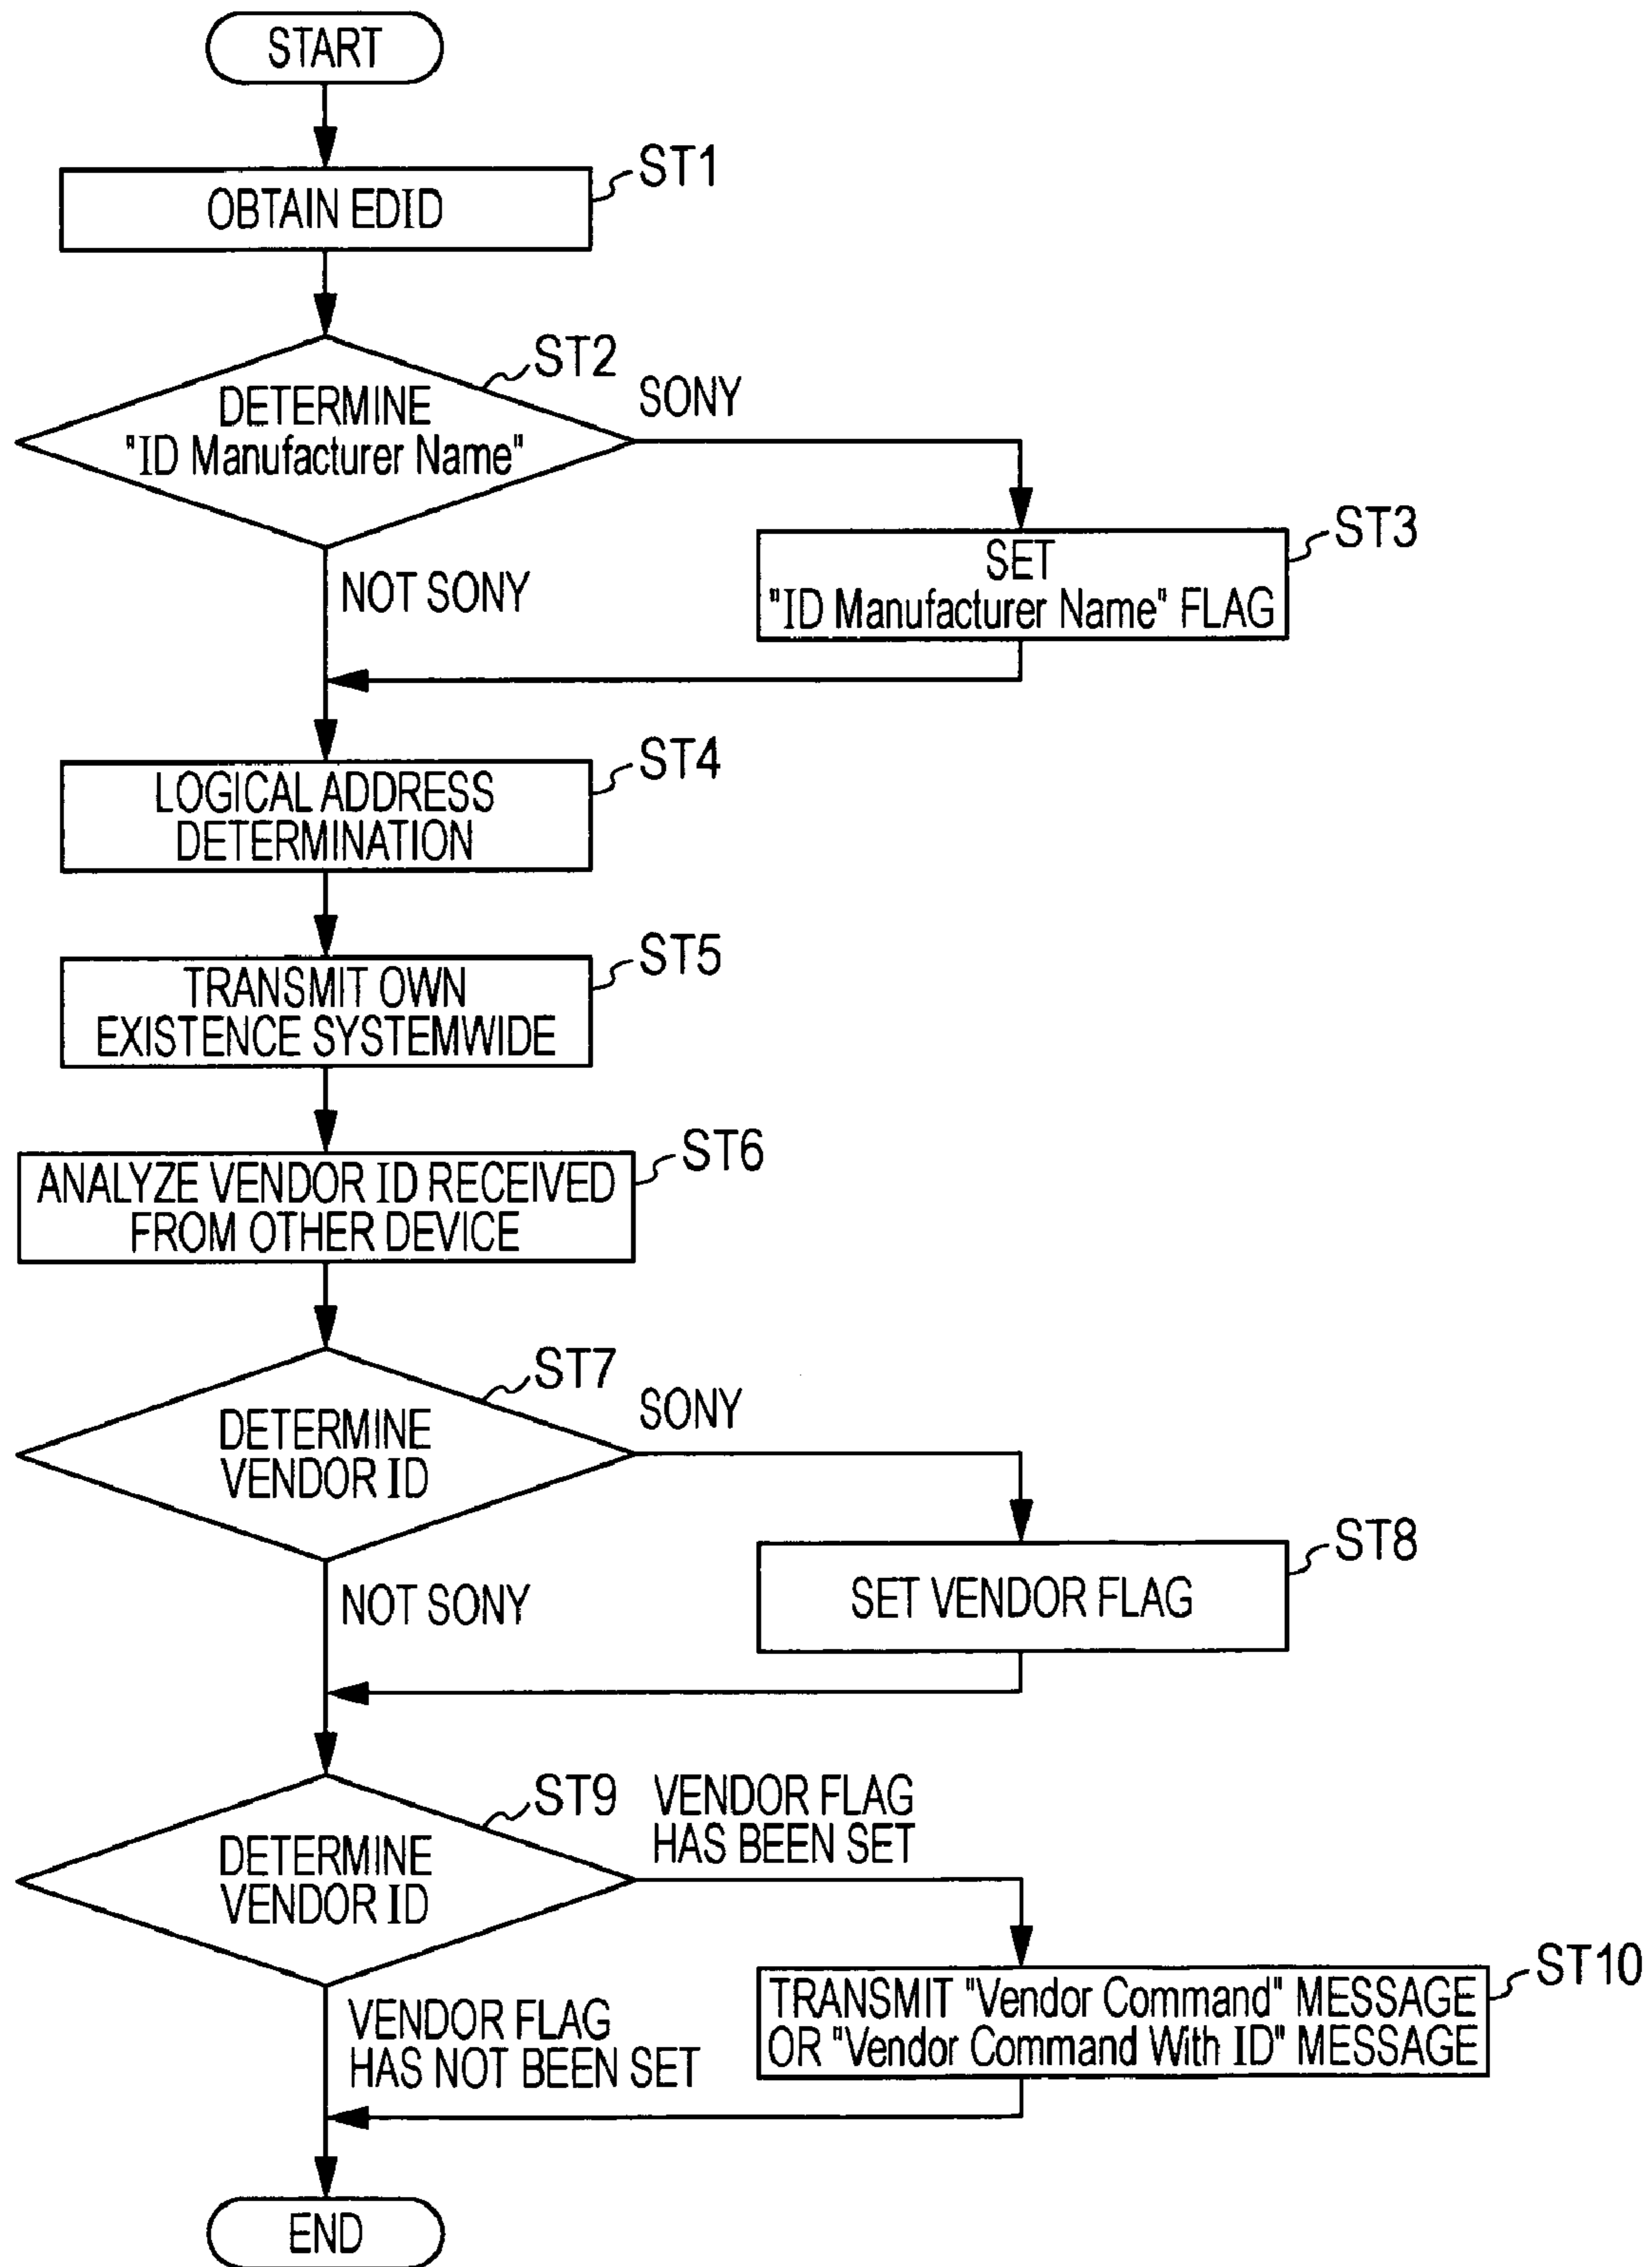 START
ST1
OBTAIN EDID
ST2
DETERMINE
"ID Manufacturer Name"
SONY
NOT SONY
ST3
SET
"ID Manufacturer Name" FLAG
ST4
LOGICAL ADDRESS
DETERMINATION
ST5
TRANSMIT OWN
EXISTENCE SYSTEMWIDE
ST6
ANALYZE VENDOR ID RECEIVED
FROM OTHER DEVICE
ST7
DETERMINE
VENDOR ID
SONY
NOT SONY
ST8
SET VENDOR FLAG
ST9
DETERMINE
VENDOR ID
VENDOR FLAG
HAS BEEN SET
VENDOR FLAG
HAS NOT BEEN SET
ST10
TRANSMIT "Vendor Command" MESSAGE
OR "Vendor Command With ID" MESSAGE
END